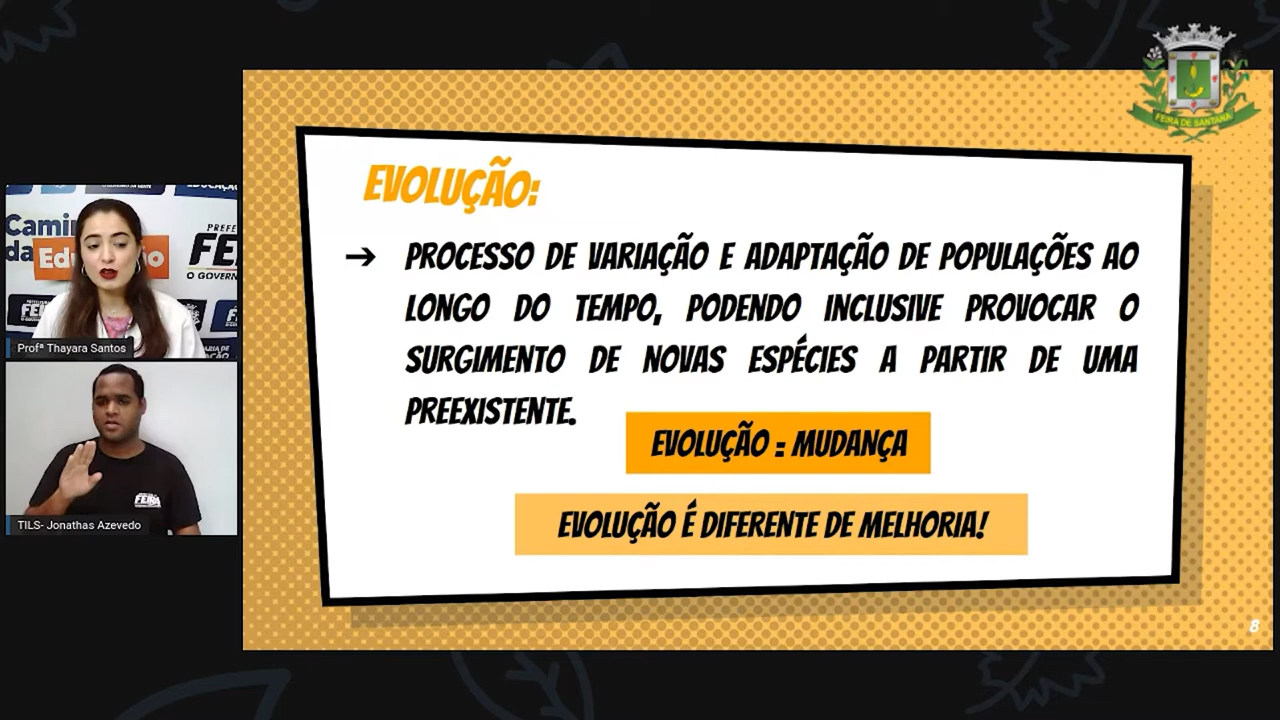 FEIRA DE SANTANA
EVOLUÇÃO:
➔ PROCESSO DE VARIAÇÃO E ADAPTAÇÃO DE POPULAÇÕES AO
LONGO DO TEMPO, PODENDO INCLUSIVE PROVOCAR O
SURGIMENTO DE NOVAS ESPÉCIES A PARTIR DE UMA
PREEXISTENTE.
EVOLUÇÃO = MUDANÇA
EVOLUÇÃO É DIFERENTE DE MELHORIA!
8
Profª Thayara Santos
FEIRA
TILS- Jonathas Azevedo